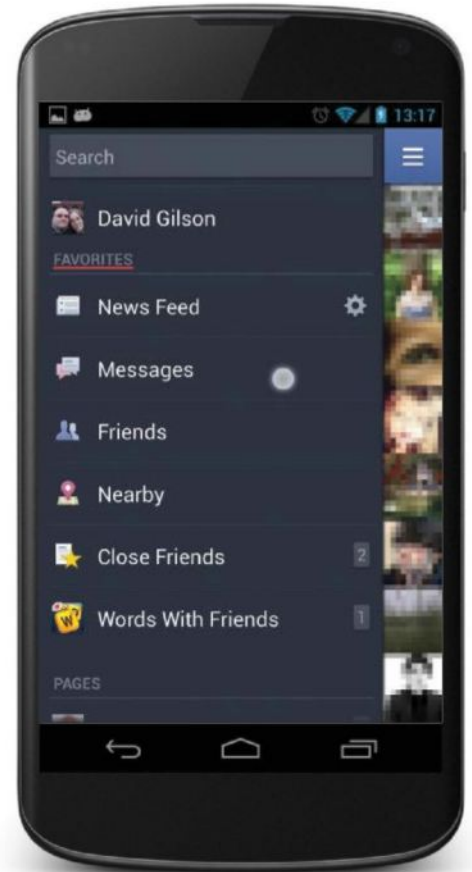 13:17
Search
David Gilson
FAVORITES
News Feed
Messages
Friends
Nearby
Close Friends 2
W
Words With Friends 1
PAGES